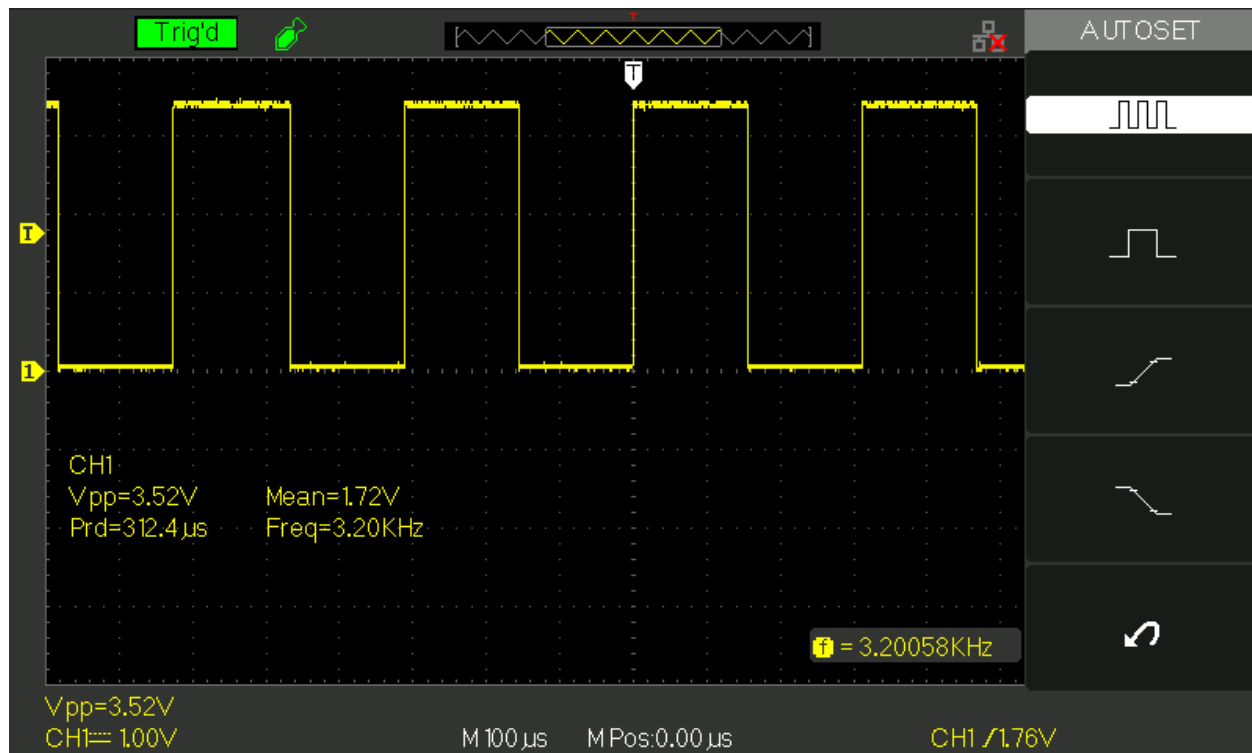 Trig'd
T
AUTOSET
T
T
1
CH1
Vpp=3.52V Mean=1.72V
Prd=312.4µs Freq=3.20KHz
f = 3.20058KHz
Vpp=3.52V
CH1 1.00V M 100µs M Pos:0.00µs CH1 1.76V